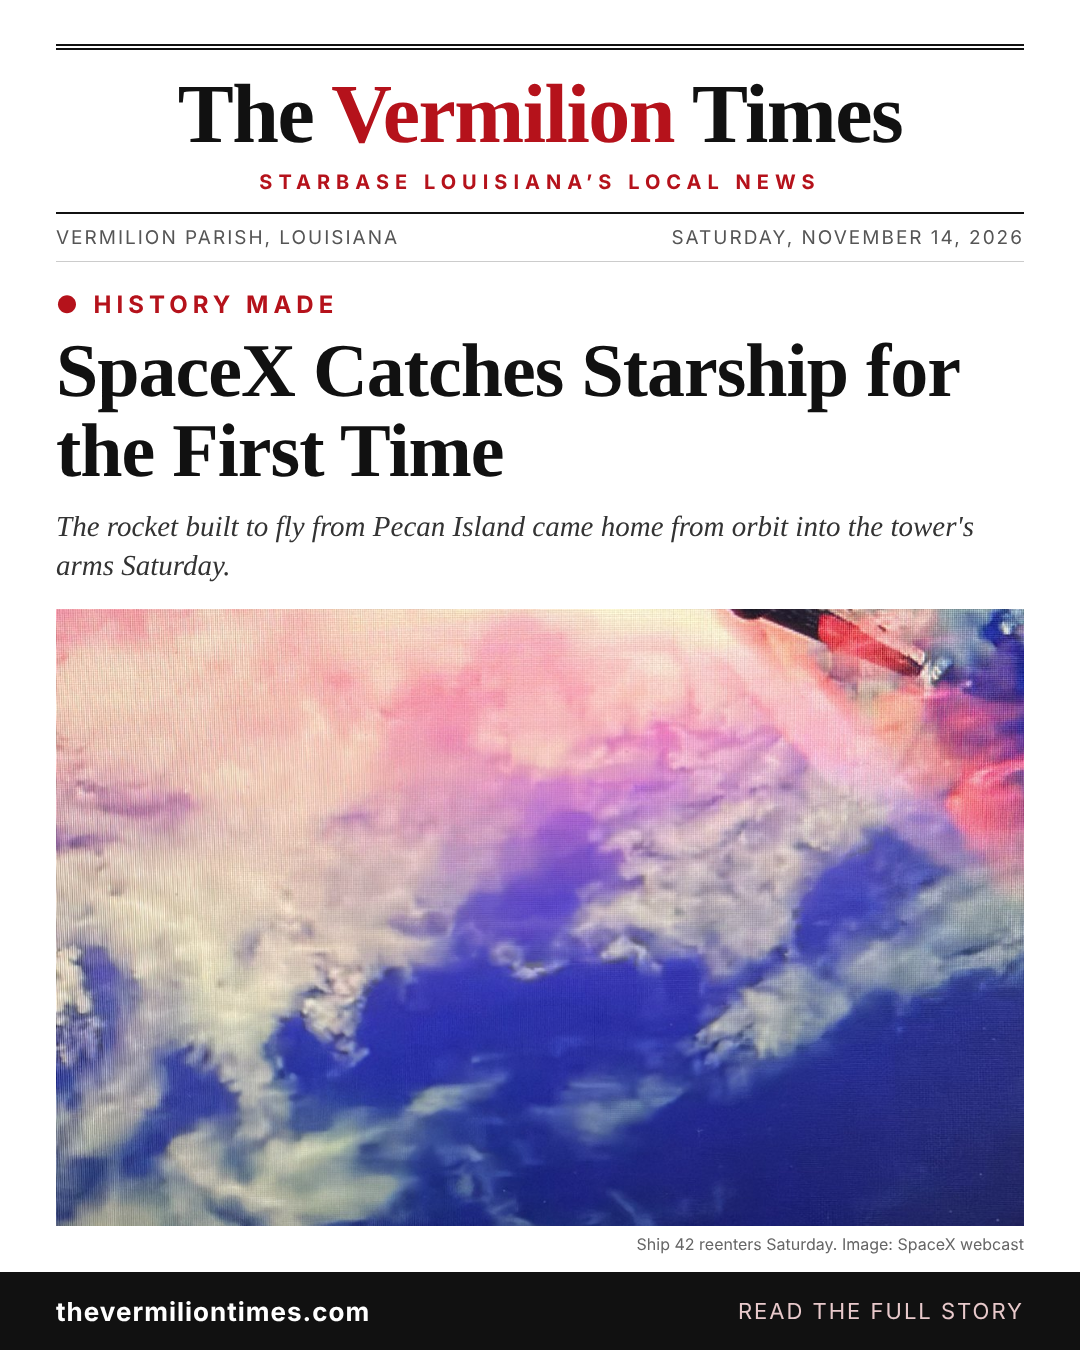 The Vermilion Times
STARBASE LOUISIANA’S LOCAL NEWS
VERMILION PARISH, LOUISIANA
SATURDAY, NOVEMBER 14, 2026
HISTORY MADE
SpaceX Catches Starship for
the First Time
The rocket built to fly from Pecan Island came home from orbit into the tower's
arms Saturday.
Ship 42 reenters Saturday. Image: SpaceX webcast
thevermiliontimes.com
READ THE FULL STORY